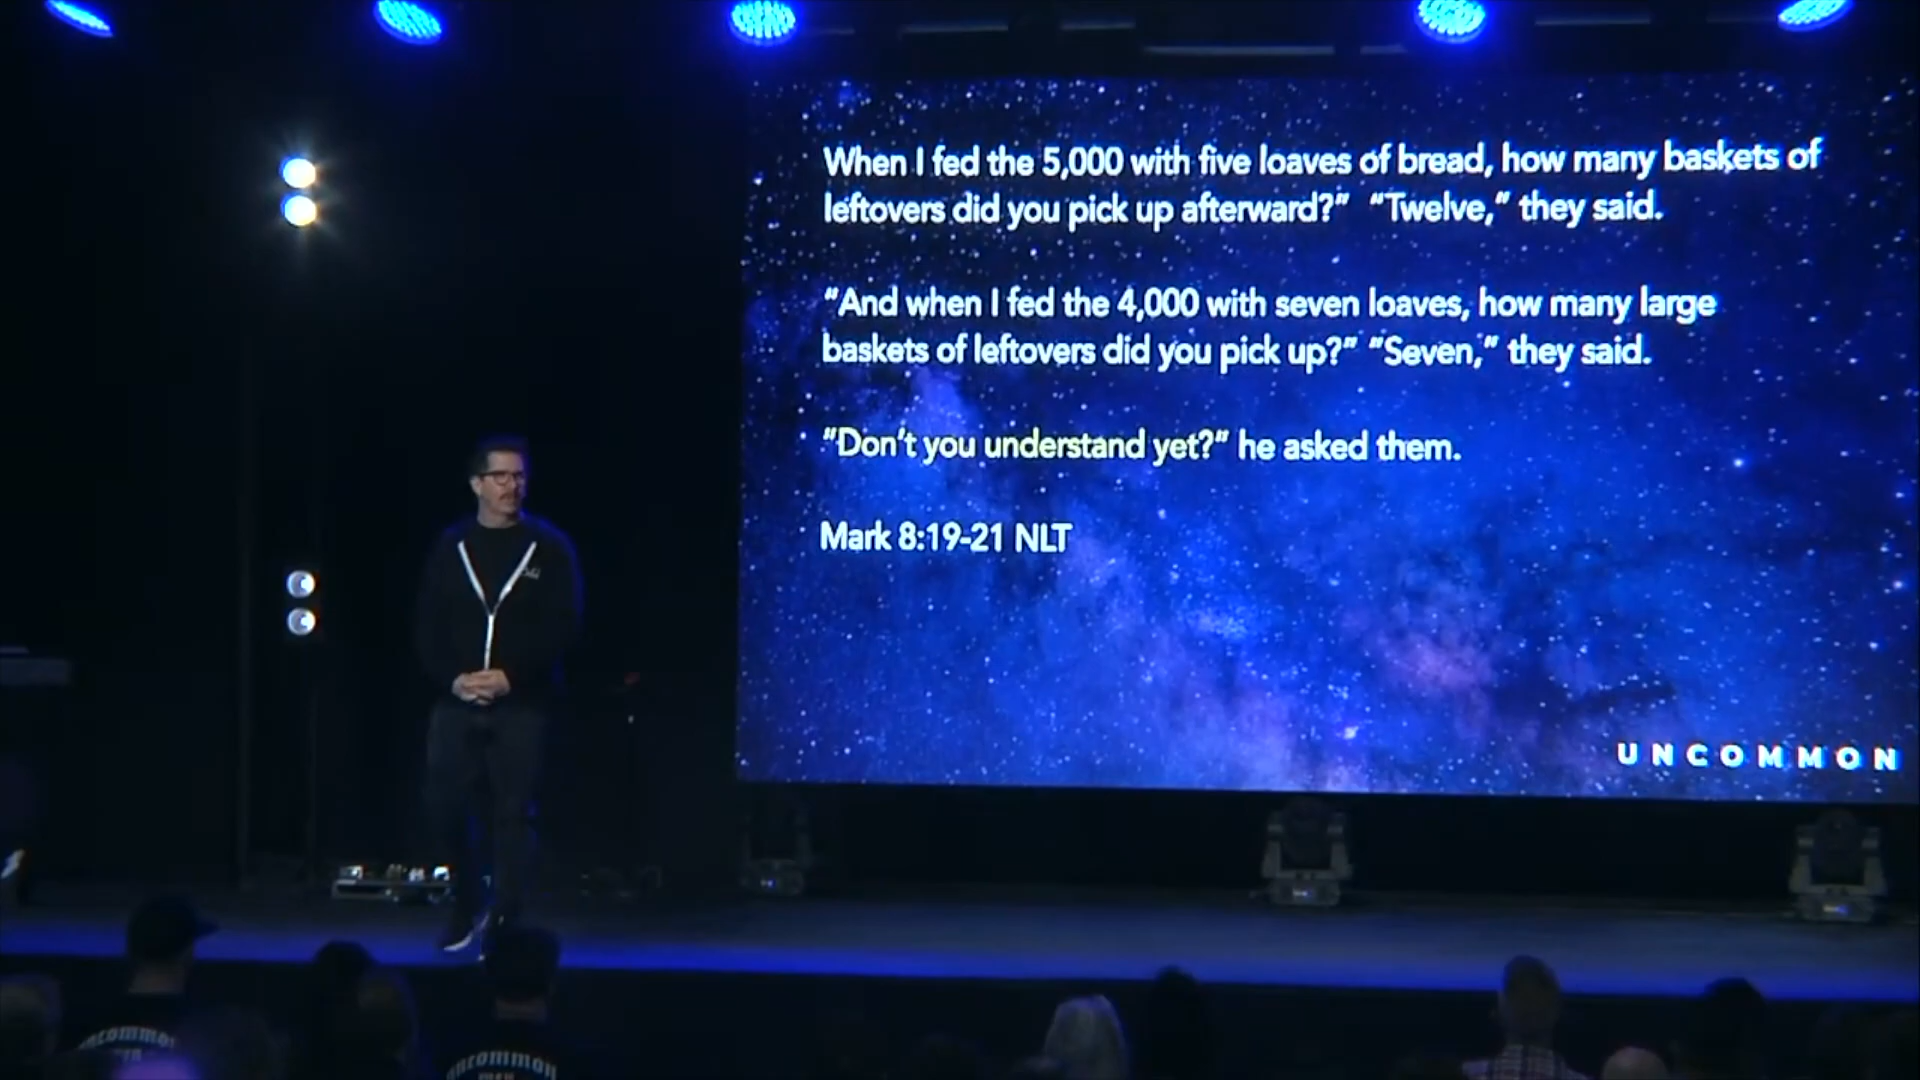 When I fed the 5,000 with five loaves of bread, how many baskets of
leftovers did you pick up afterward?” “Twelve,” they said.
“And when I fed the 4,000 with seven loaves, how many large
baskets of leftovers did you pick up?” “Seven,” they said.
“Don’t you understand yet?” he asked them.
Mark 8:19-21 NLT
UNCOMMON
uncommon
uncommon
men